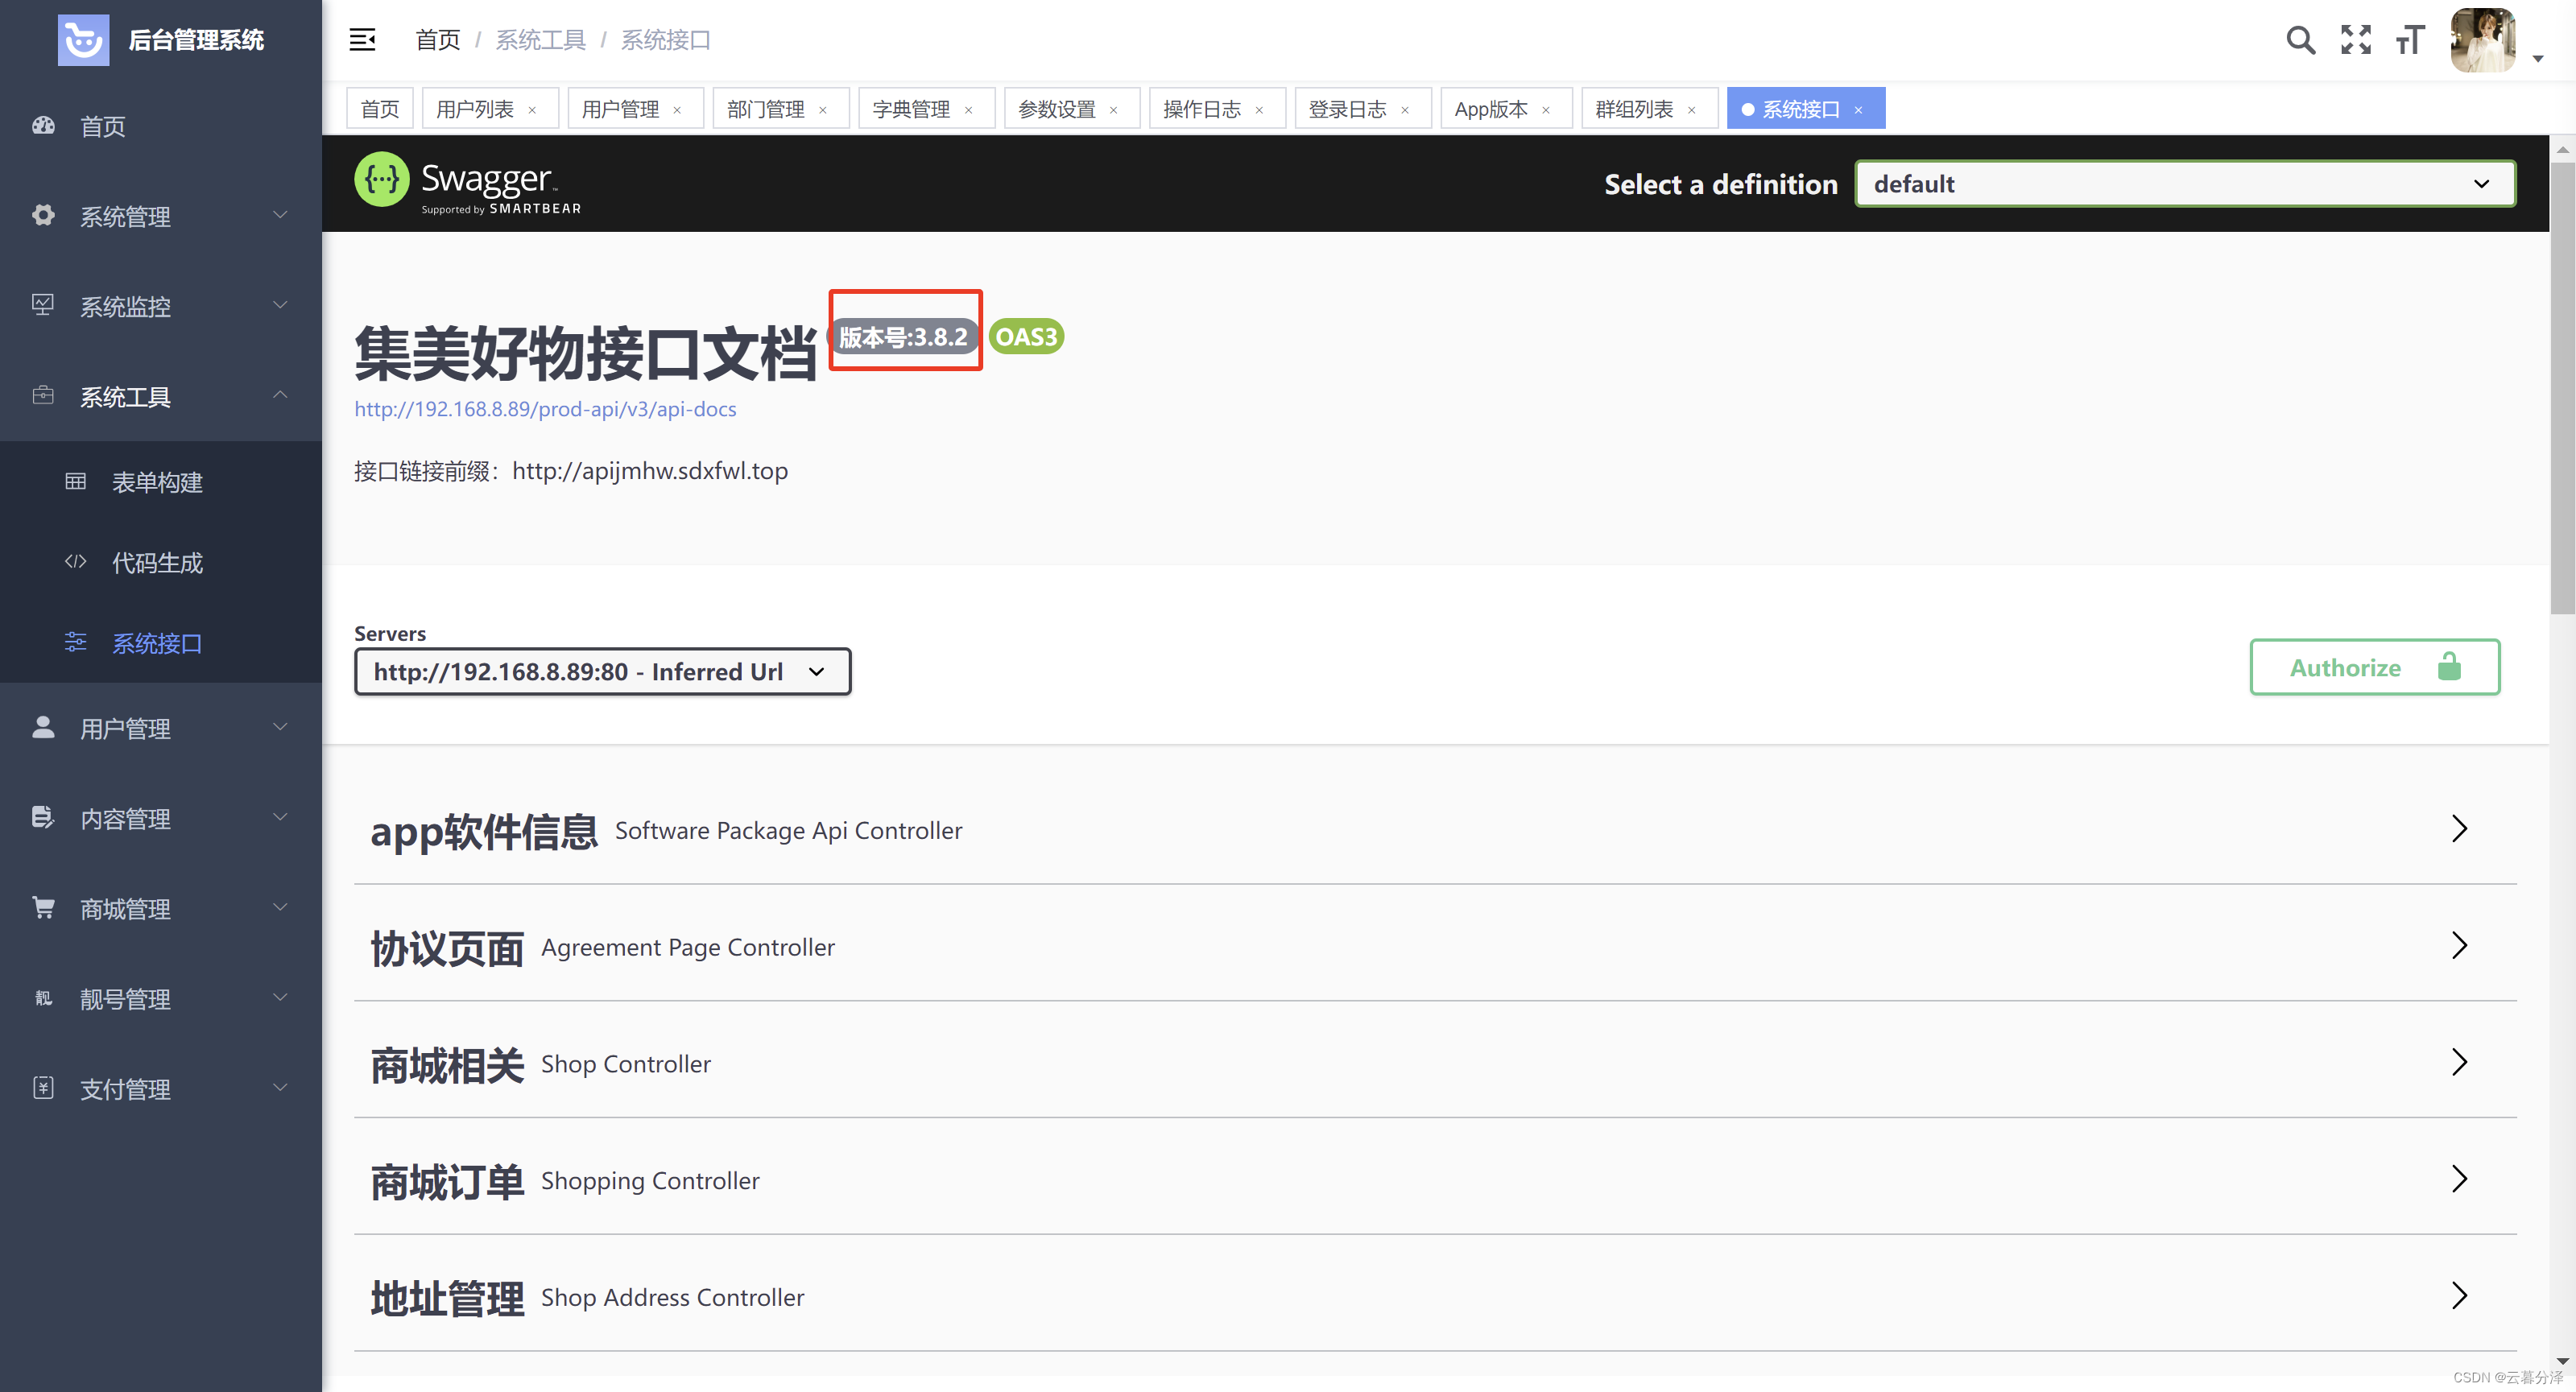 后台管理系统
首页 / 系统工具 / 系统接口
首页
系统管理
系统监控
系统工具
表单构建
代码生成
系统接口
用户管理
内容管理
商城管理
靓号管理
支付管理
首页 用户列表 × 用户管理 × 部门管理 × 字典管理 × 参数设置 × 操作日志 × 登录日志 × App版本 × 群组列表 × 系统接口 ×
Swagger
Supported by SMARTBEAR
Select a definition default
集美好物接口文档 版本号:3.8.2 OAS3
http://192.168.8.89/prod-api/v3/api-docs
接口链接前缀：http://apijmhw.sdxfwl.top
Servers
http://192.168.8.89:80 - Inferred Url
Authorize
app软件信息 Software Package Api Controller
协议页面 Agreement Page Controller
商城相关 Shop Controller
商城订单 Shopping Controller
地址管理 Shop Address Controller
CSDN @云暮分泽